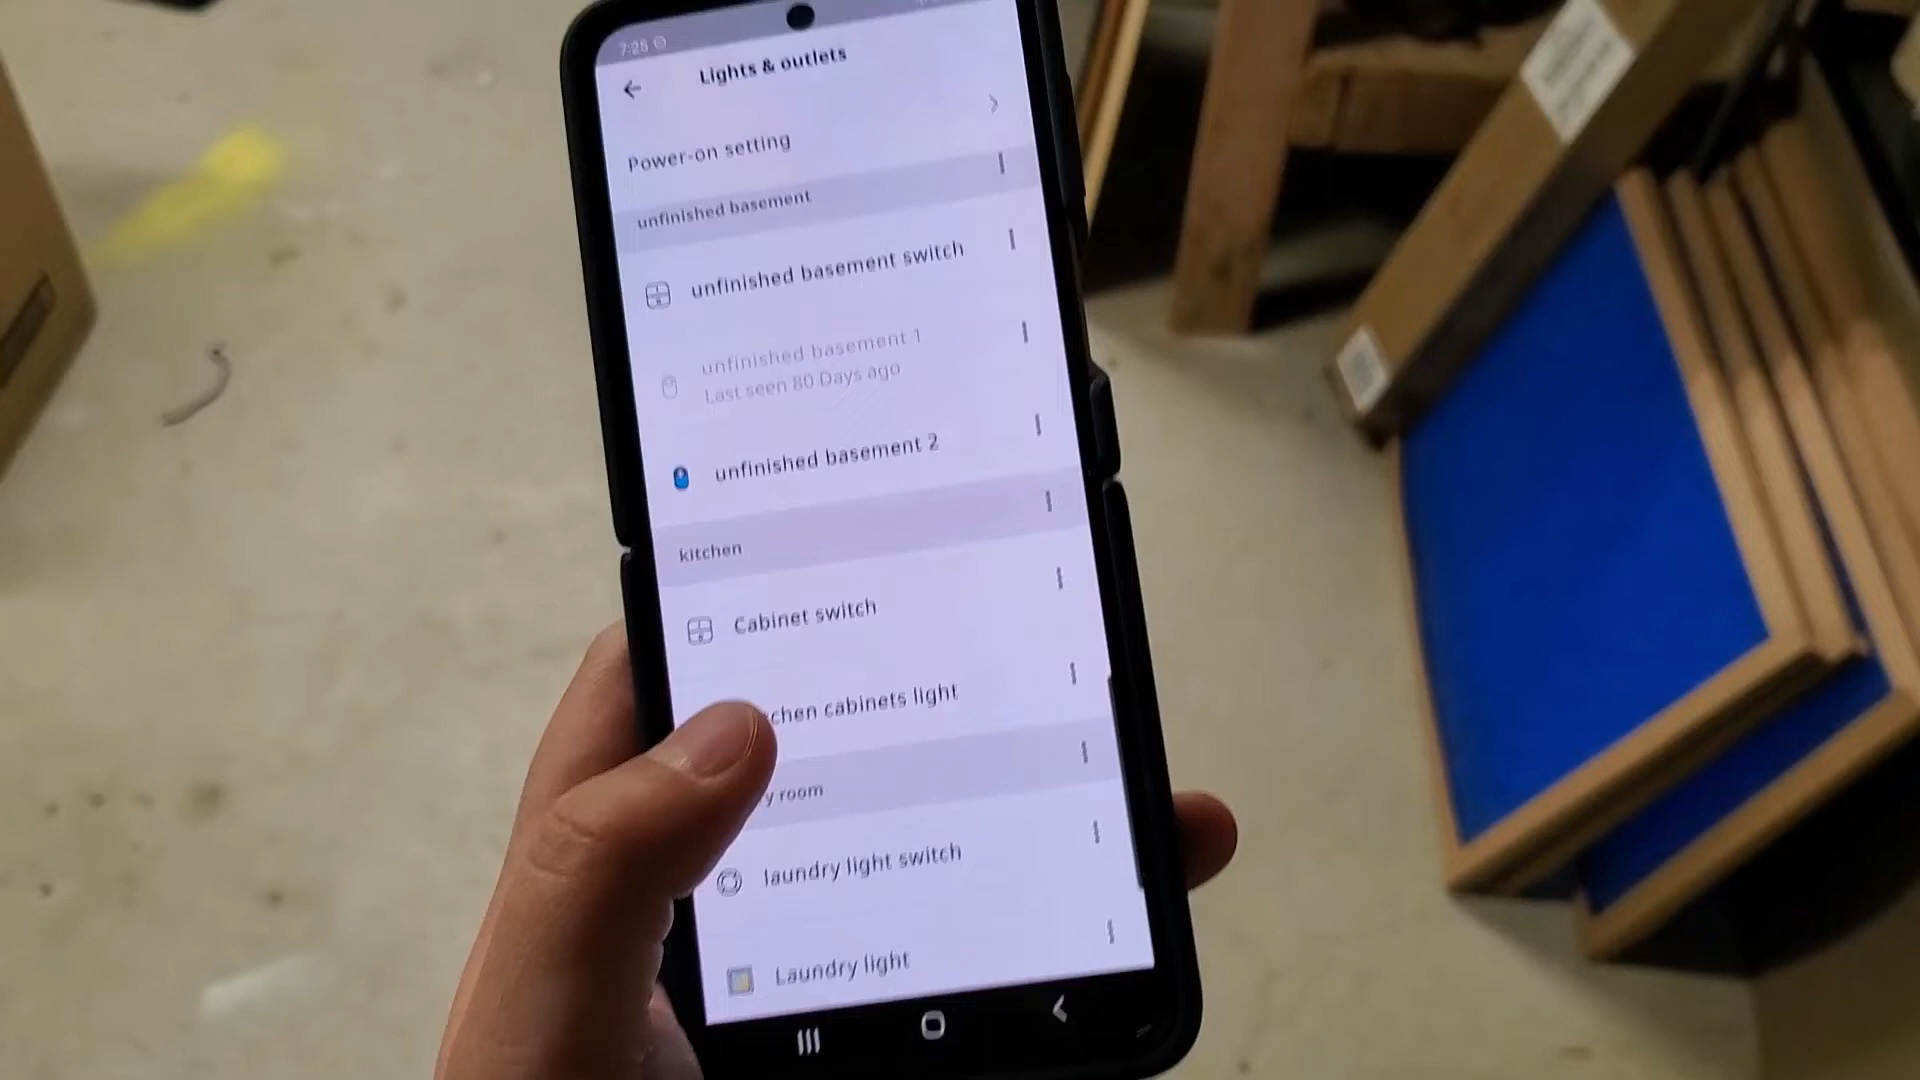 7:25
Lights & outlets
Power-on setting
unfinished basement
unfinished basement switch
unfinished basement 1
Last seen 80 Days ago
unfinished basement 2
kitchen
Cabinet switch
chen cabinets light
y room
laundry light switch
Laundry light